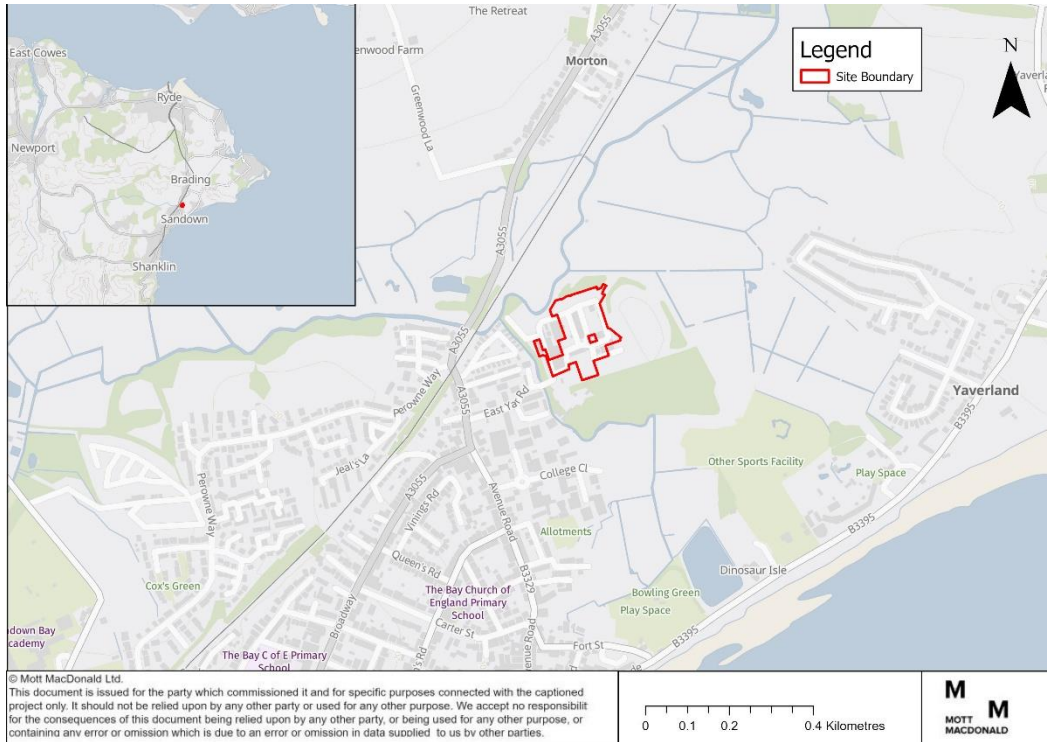 East Cowes
Ryde
Newport
Brading
Sandown
Shanklin
The Retreat
A3055
Greenwood La
Morton
Legend
Site Boundary
N
A3055
A3055
Perowne Way
East Yar Rd
A3055
Jeal's La
Perowne Way
A3055
Vinings Rd
College Cl
Avenue Road
Allotments
Queen's Rd
Cox's Green
Broadway
The Bay Church of
England Primary
School
B3329
Carter St
The Bay C of E Primary
School
Avenue Road
Fort St
Yaverland
B3395
Other Sports Facility
Play Space
B3395
Dinosaur Isle
Bowling Green
Play Space
B3395
© Mott MacDonald Ltd.
This document is issued for the party which commissioned it and for specific purposes connected with the captioned
project only. It should not be relied upon by any other party or used for any other purpose. We accept no responsibilit
for the consequences of this document being relied upon by any other party, or being used for any other purpose, or
containing any error or omission which is due to an error or omission in data supplied to us by other parties.
0 0.1 0.2 0.4 Kilometres
M
M
MOTT
MACDONALD